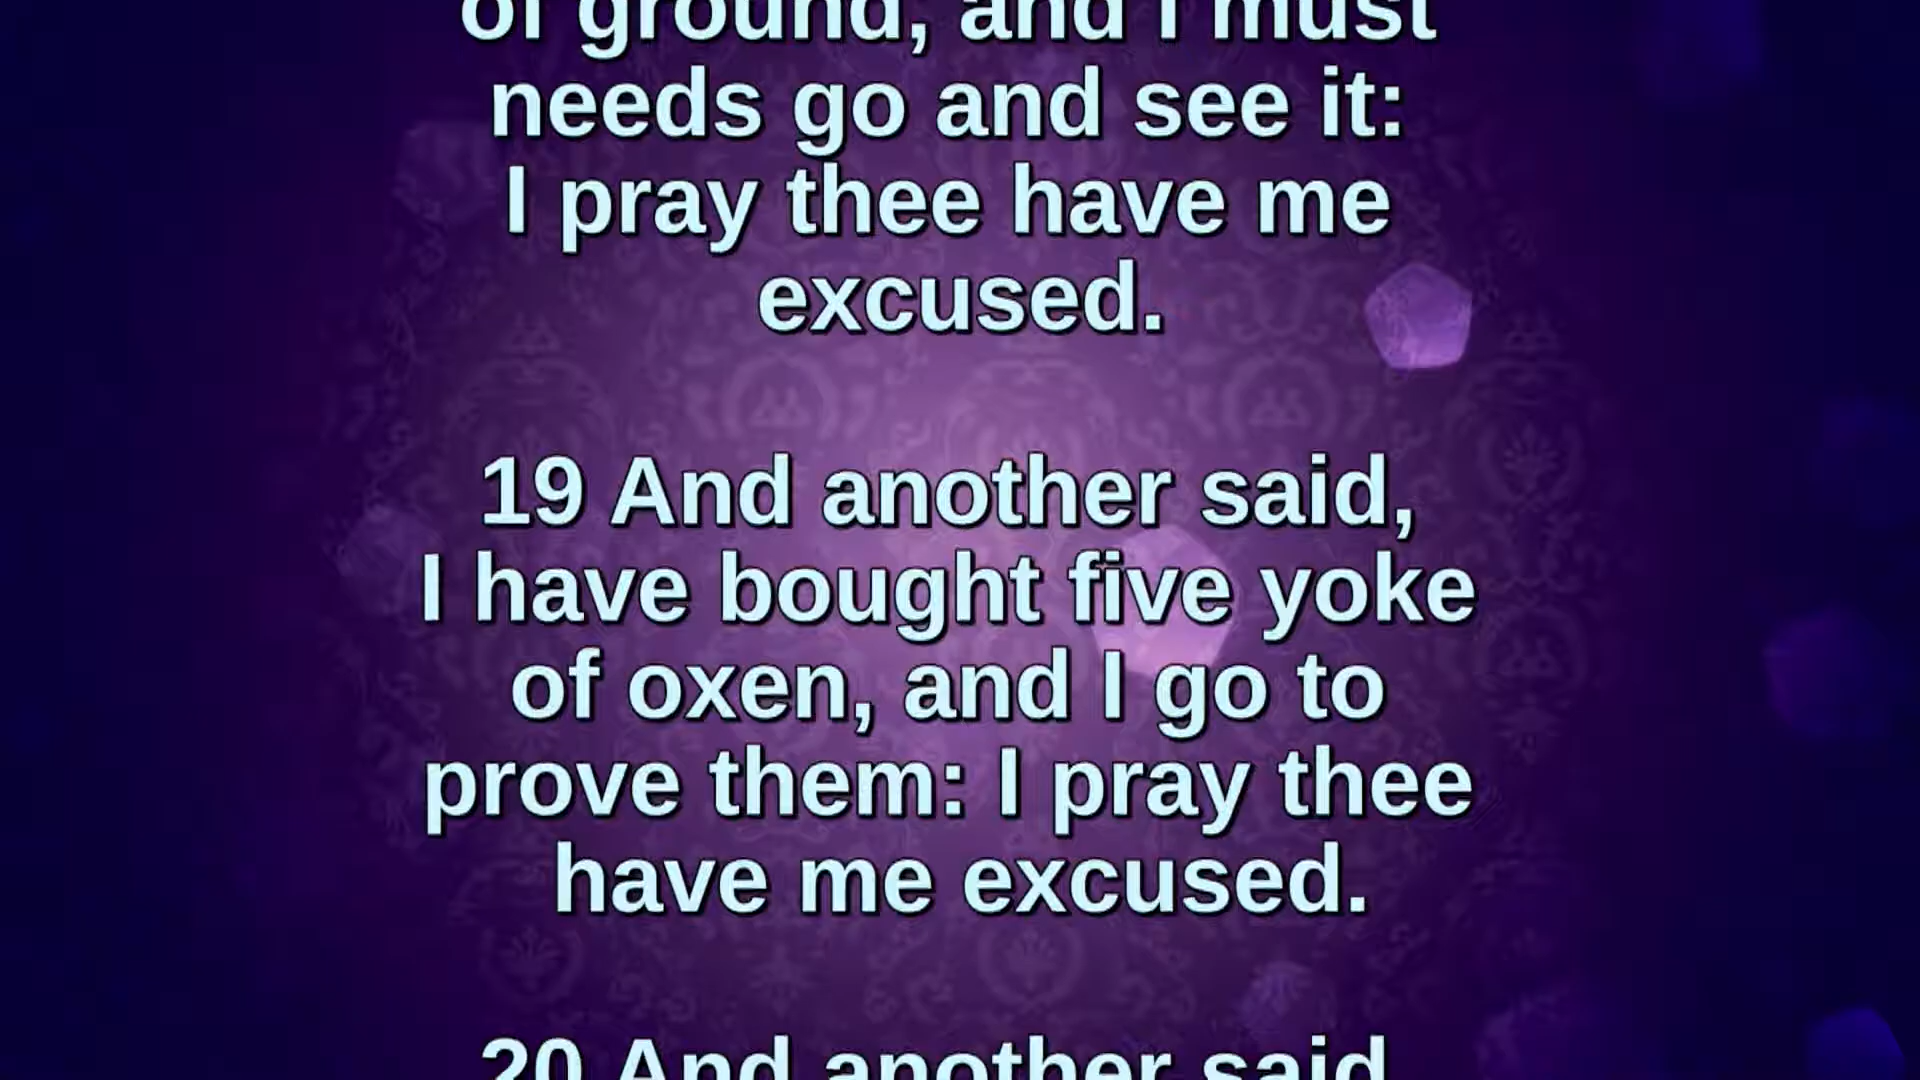 of ground, and I must
needs go and see it:
I pray thee have me
excused.
19 And another said,
I have bought five yoke
of oxen, and I go to
prove them: I pray thee
have me excused.
20 And another said,